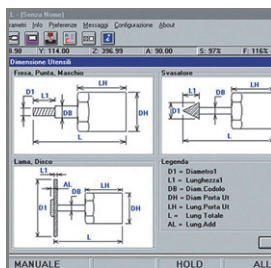 .L - (Senza Nome)
rametri Info Preferenze Messaggi Configurazione About
0.98 Y: 114.00 Z: 396.99 A: 90.00 S: 97% F: 116%
Dimensione Utensili
Fresa, Punta, Maschio
Svasatore
L1 LH
D1 DB DH
L
D1 DB
L
Lama, Disco
L1
AL LH
D1 DB DH
L
Legenda
D1 = Diametro1
L1 = Lunghezza1
DB = Diam.Codolo
DH = Diam Porta Ut
LH = Lung.Porta Ut
L = Lung Totale
AL = Lung.Add
MANUALE HOLD ALL